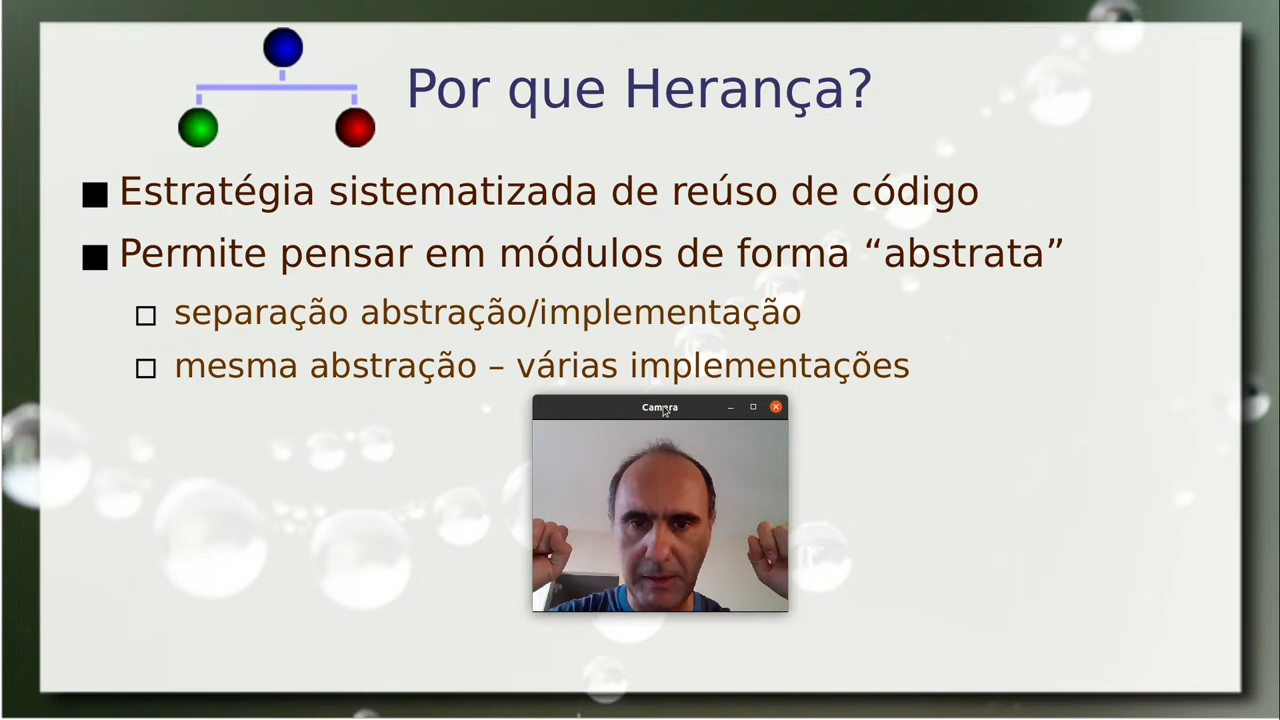 Por que Herança?
Estratégia sistematizada de reúso de código
Permite pensar em módulos de forma “abstrata”
separação abstração/implementação
mesma abstração – várias implementações
Camera